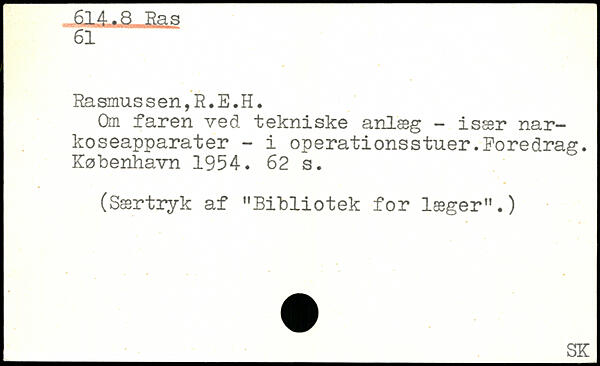 614.8 Ras
61
Rasmussen,R.E.H.
Om faren ved tekniske anlæg - især nar-
koseapparater - i operationsstuer.Foredrag.
København 1954. 62 s.
(Særtryk af "Bibliotek for læger".)
SK